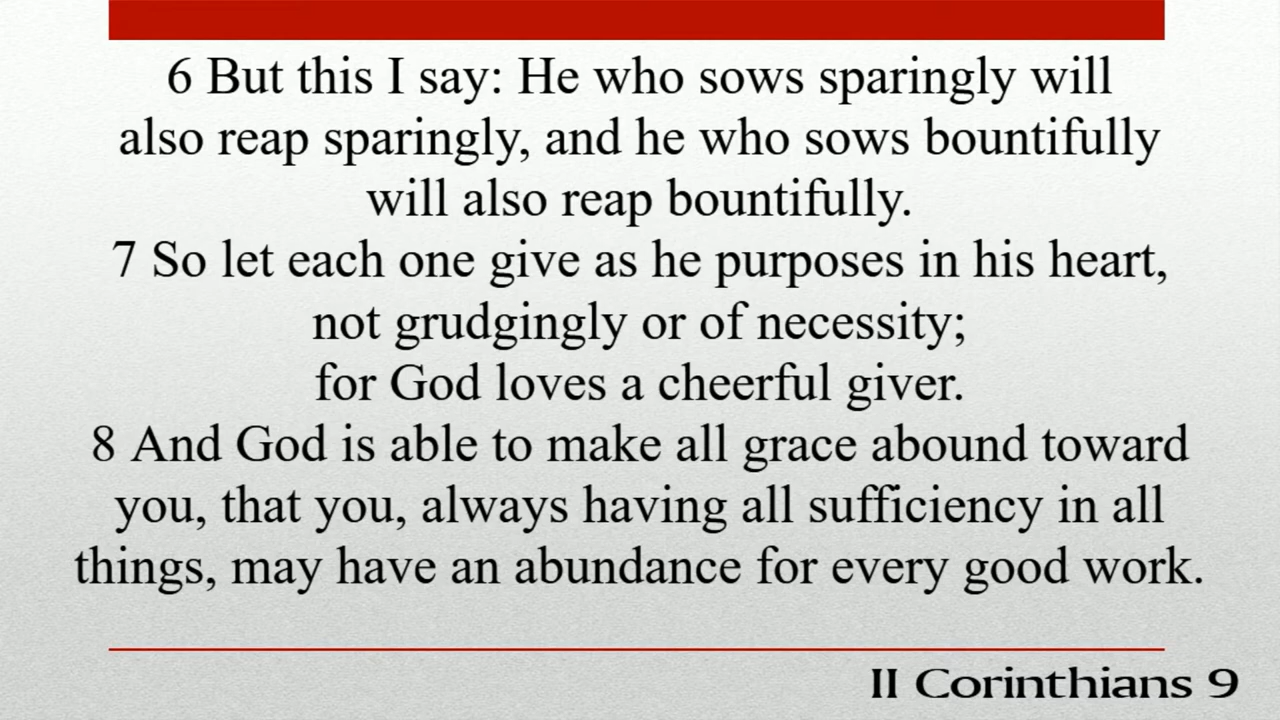 6 But this I say: He who sows sparingly will
also reap sparingly, and he who sows bountifully
will also reap bountifully.
7 So let each one give as he purposes in his heart,
not grudgingly or of necessity;
for God loves a cheerful giver.
8 And God is able to make all grace abound toward
you, that you, always having all sufficiency in all
things, may have an abundance for every good work.
II Corinthians 9